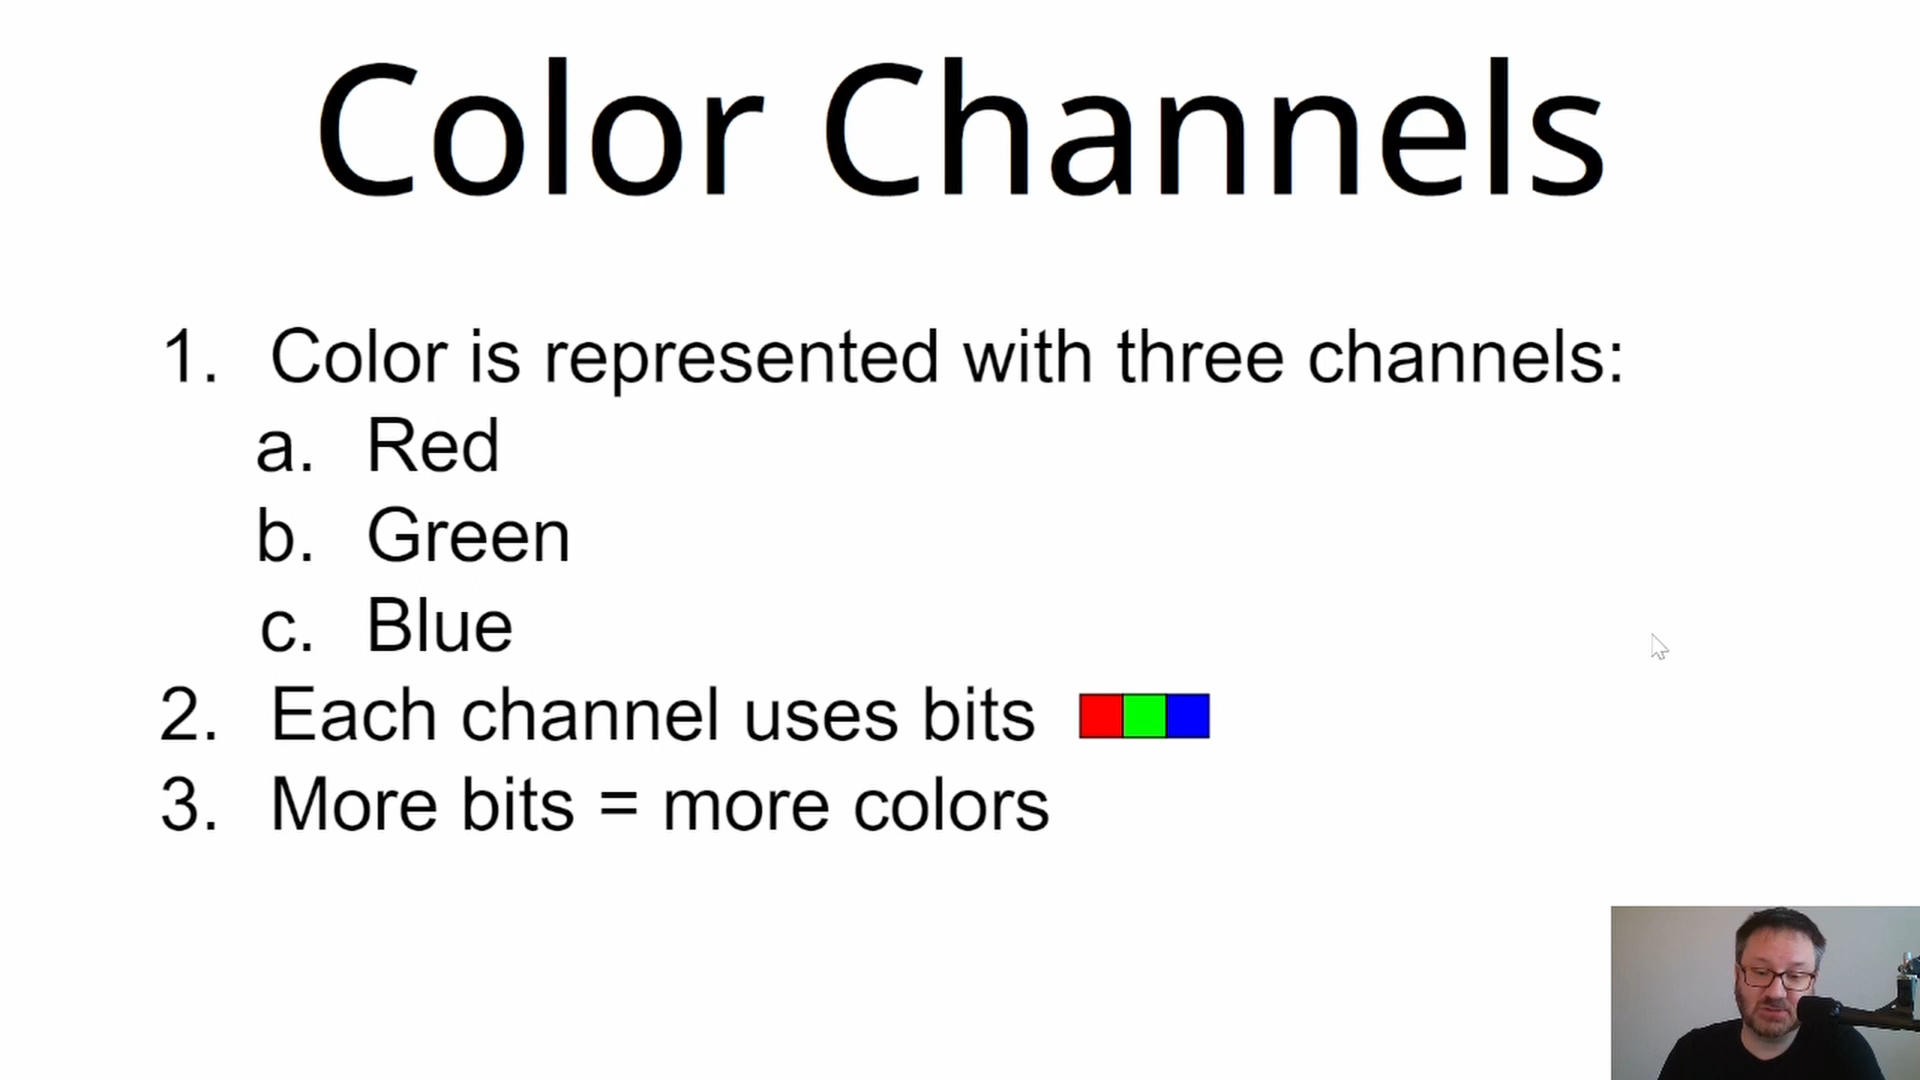 Color Channels
1. Color is represented with three channels:
a. Red
b. Green
c. Blue
2. Each channel uses bits
3. More bits = more colors